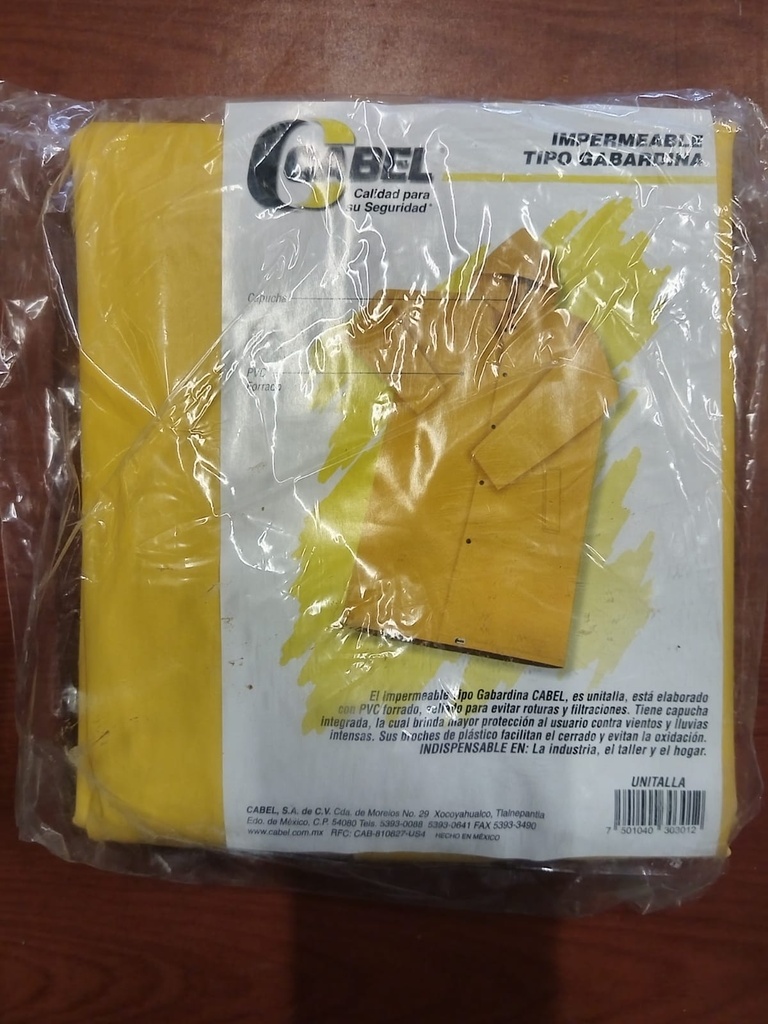 CABEL
Calidad para
su Seguridad
IMPERMEABLE
TIPO GABARDINA
Capucha
PVC
Forrado
El impermeable Tipo Gabardina CABEL, es unitalla, está elaborado
con PVC forrado, sellado para evitar roturas y filtraciones. Tiene capucha
integrada, la cual brinda mayor protección al usuario contra vientos y lluvias
intensas. Sus broches de plástico facilitan el cerrado y evitan la oxidación.
INDISPENSABLE EN: La industria, el taller y el hogar.
UNITALLA
7 501040 303012
CABEL, S.A. de C.V. Cda. de Morelos No. 29 Xocoyahualco, Tlalnepantla
Edo. de México, C.P. 54080 Tels. 5393-0088 5393-0641 FAX 5393-3490
www.cabel.com.mx RFC: CAB-810627-US4 HECHO EN MÉXICO